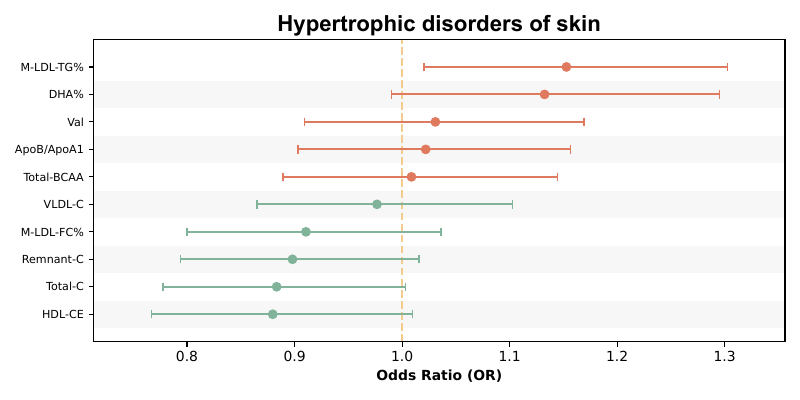 Hypertrophic disorders of skin
M-LDL-TG%
DHA%
Val
ApoB/ApoA1
Total-BCAA
VLDL-C
M-LDL-FC%
Remnant-C
Total-C
HDL-CE
0.8 0.9 1.0 1.1 1.2 1.3
Odds Ratio (OR)